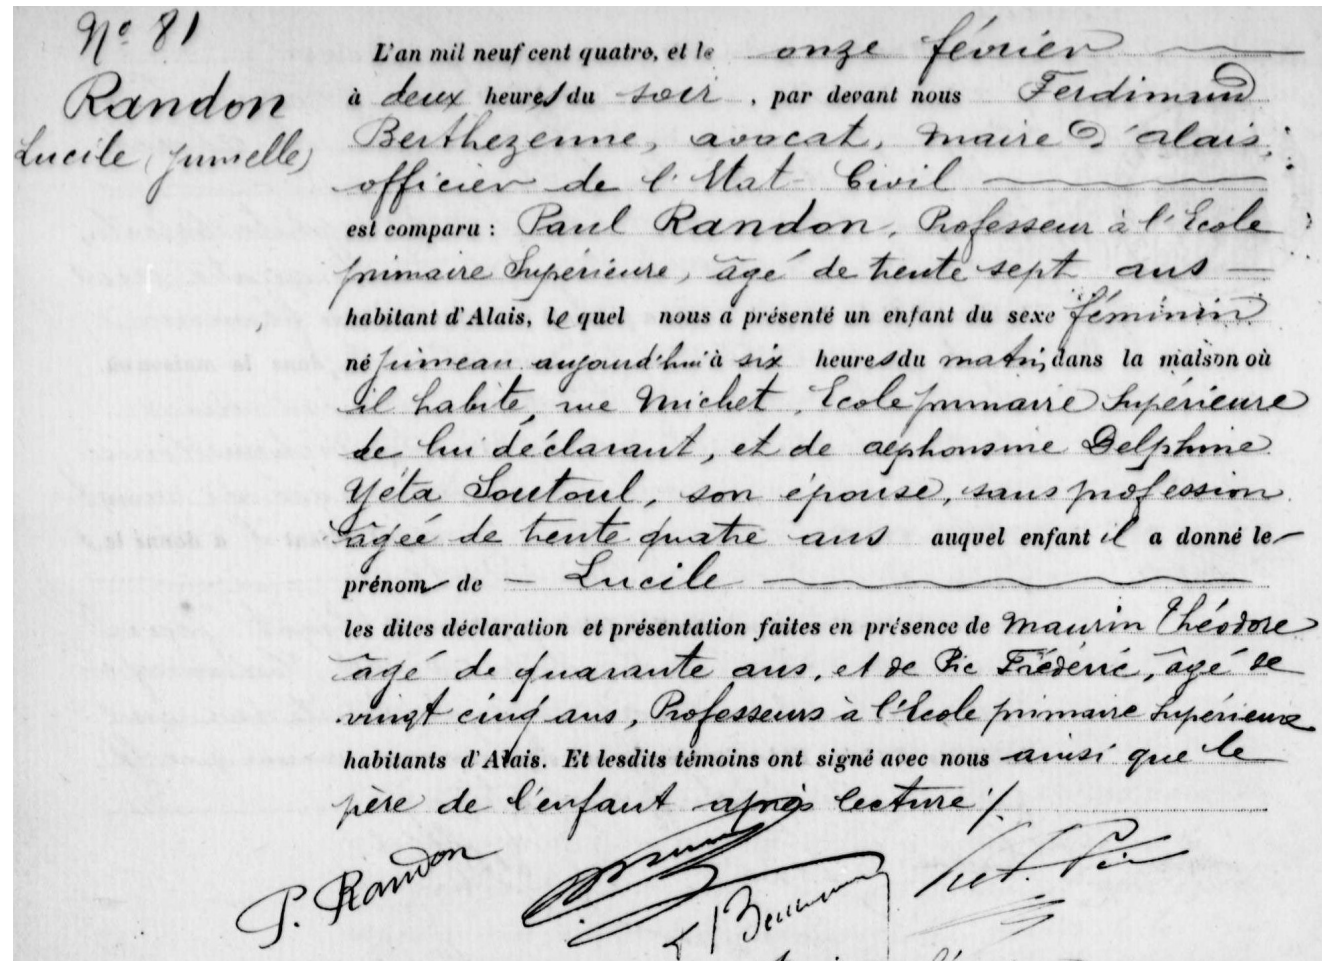 Nº 81
Randon
Lucile (jumelle)
L'an mil neuf cent quatre, et le onze février
à deux heures du soir, par devant nous Ferdinand
Berthezenne, avocat, Maire d'Alais,
officier de l'Etat-Civil
est comparu : Paul Randon, Professeur à l'Ecole
primaire Supérieure, âgé de trente sept ans
habitant d'Alais, lequel nous a présenté un enfant du sexe féminin
né jumeau aujourd'hui à six heures du matin, dans la maison où
il habite, rue Michet, Ecole primaire Supérieure
de lui déclarant, et de Alphonsine Delphine
Yéta Soutoul, son épouse, sans profession
âgée de trente quatre ans auquel enfant il a donné le
prénom de Lucile
les dites déclaration et présentation faites en présence de Maurin Théodore
âgé de quarante ans, et de Pic Frédéric, âgé de
vingt cinq ans, Professeurs à l'Ecole primaire Supérieure
habitants d'Alais. Et lesdits témoins ont signé avec nous ainsi que le
père de l'enfant après lecture ./.
P. Randon
Pic